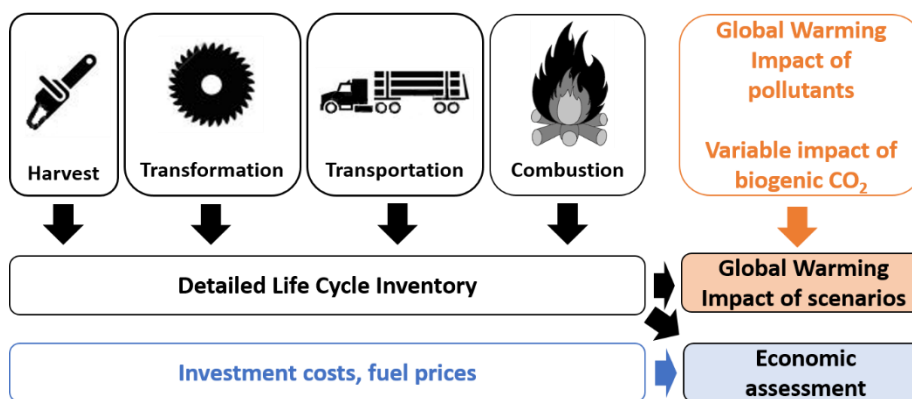 Harvest
Transformation
Transportation
Combustion
Global Warming
Impact of
pollutants
Variable impact of
biogenic CO₂
Detailed Life Cycle Inventory
Global Warming
Impact of scenarios
Investment costs, fuel prices
Economic
assessment